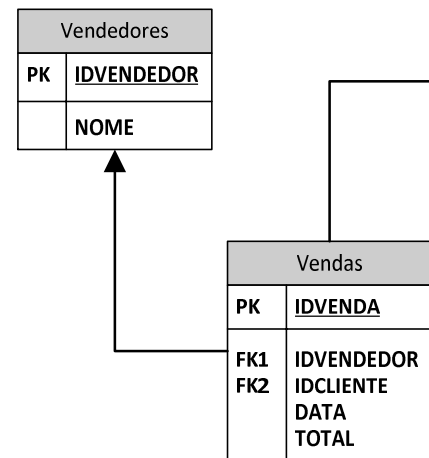 Vendedores
PK IDVENDEDOR
NOME
Vendas
PK IDVENDA
FK1 IDVENDEDOR
FK2 IDCLIENTE
DATA
TOTAL